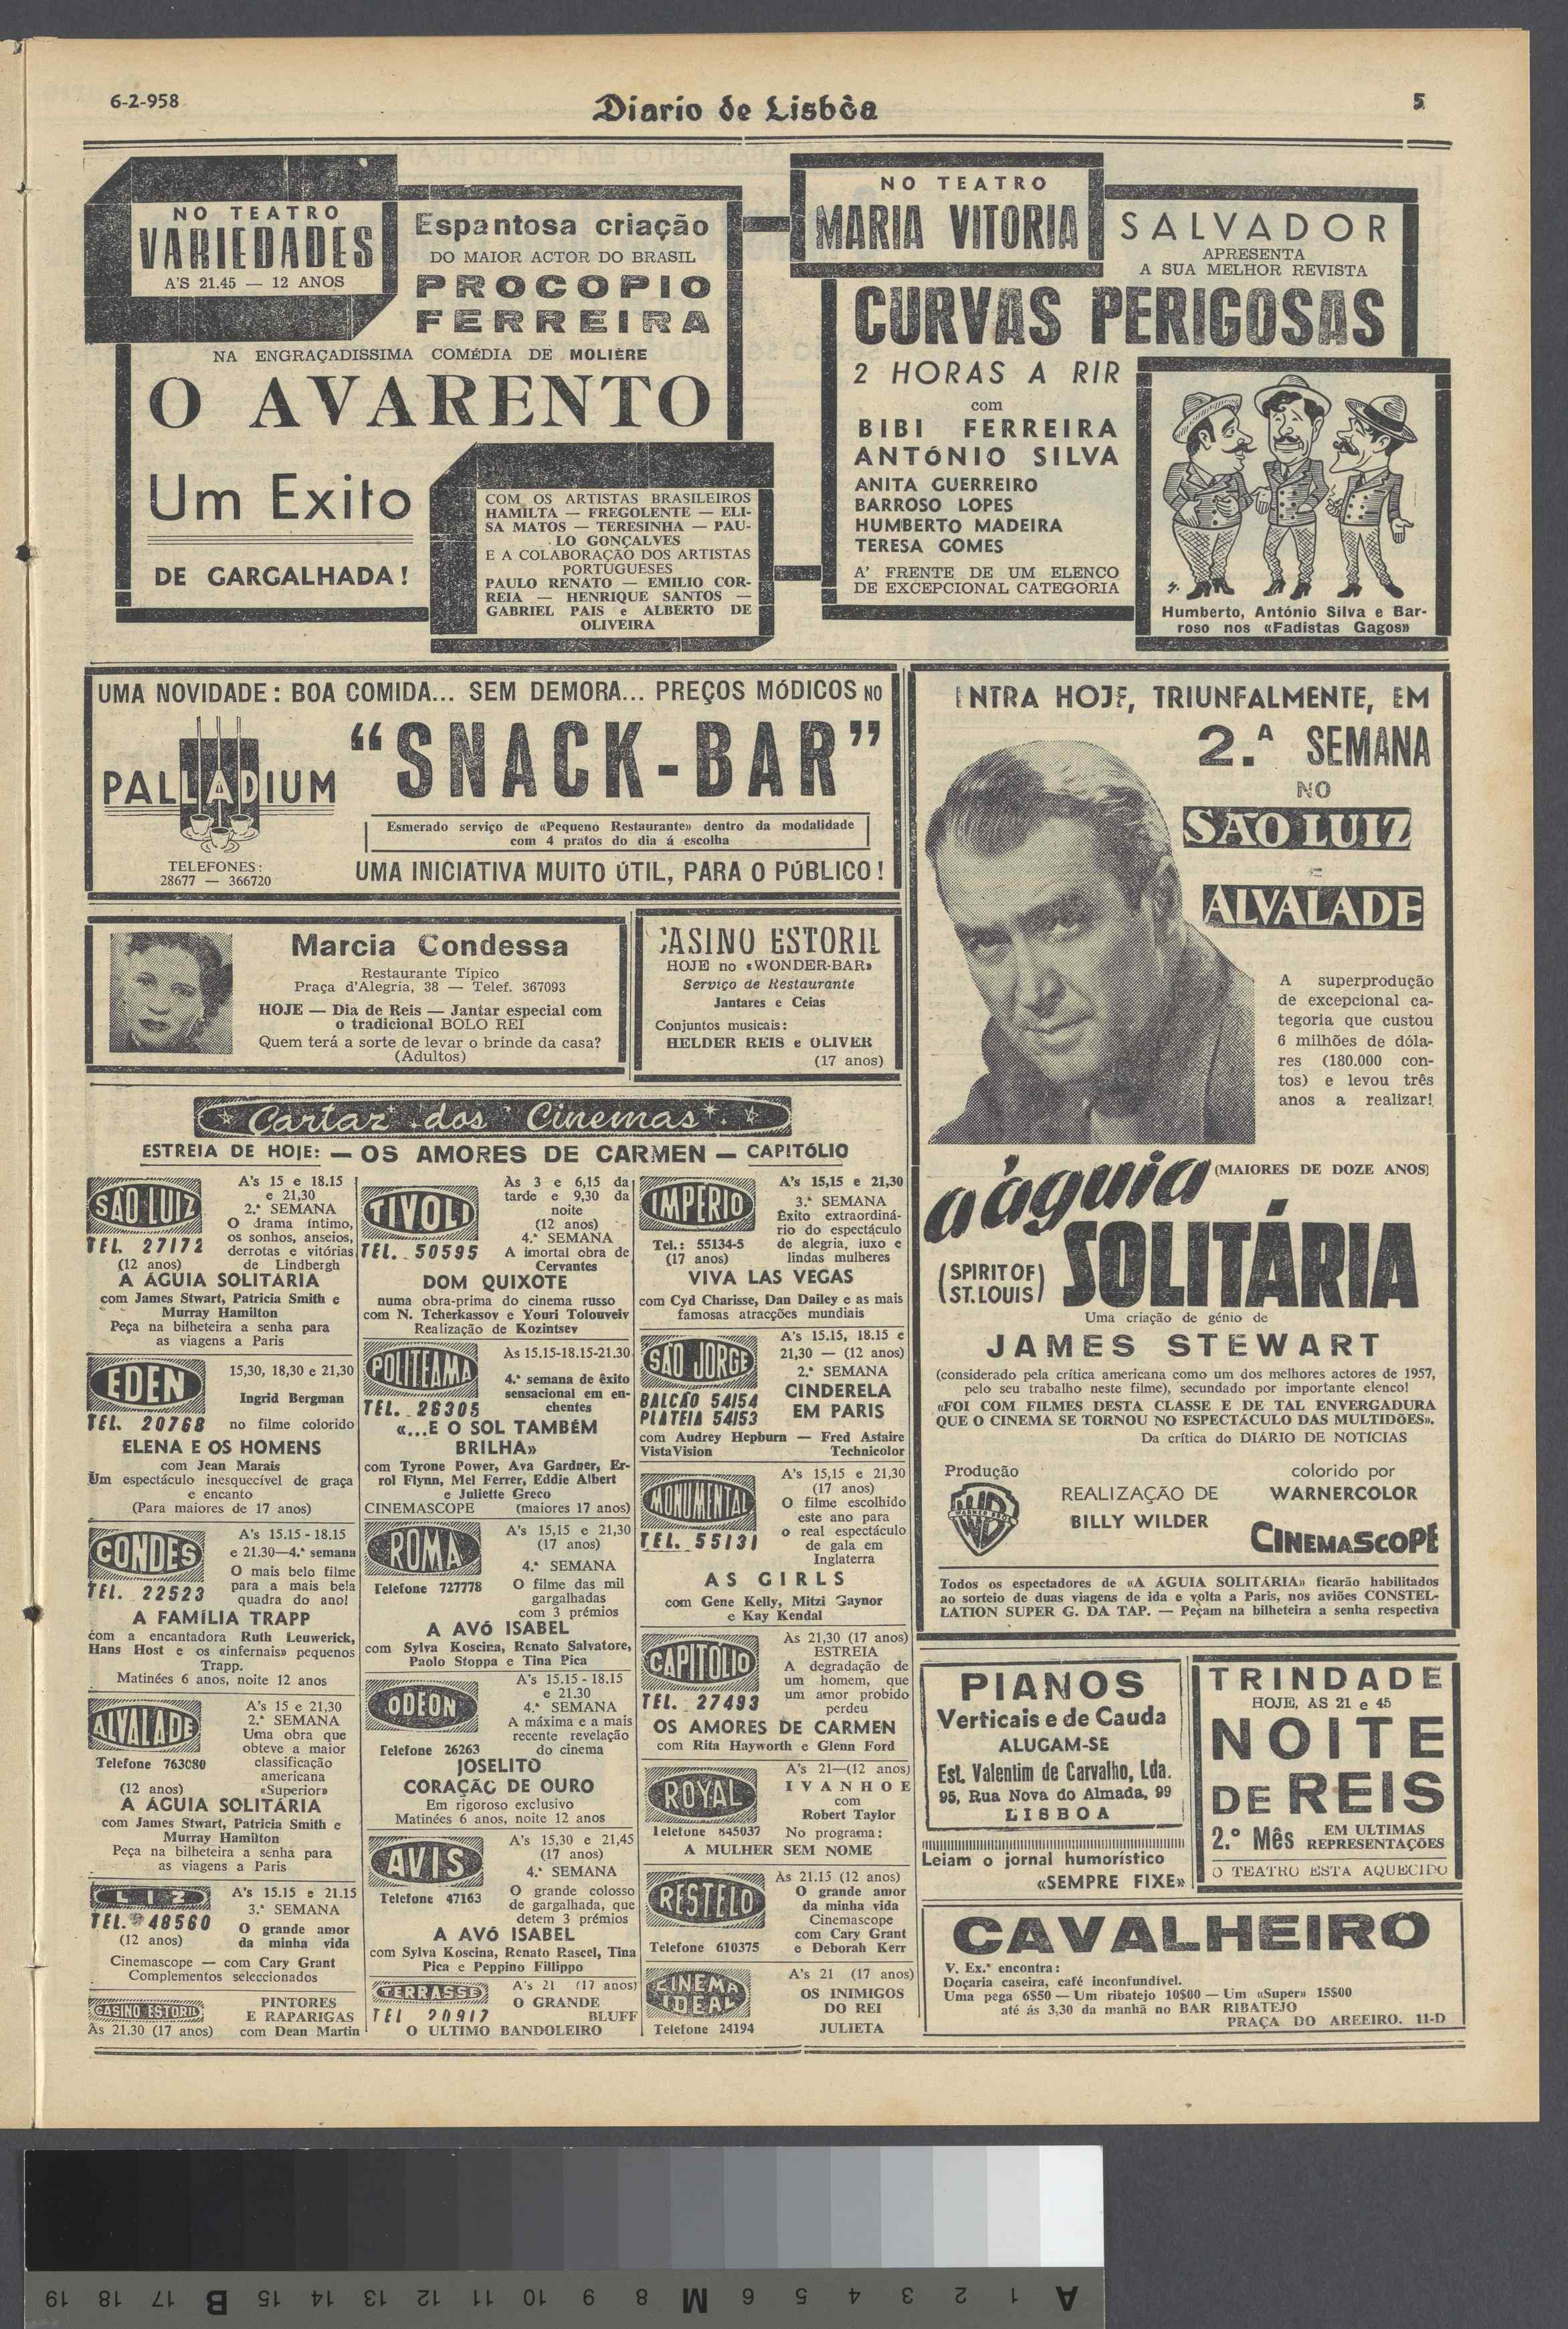 6-2-958
Diario de Lisbôa
5
NO TEATRO
VARIEDADES
A'S 21.45 — 12 ANOS
Espantosa criação
DO MAIOR ACTOR DO BRASIL
PROCOPIO
FERREIRA
NA ENGRAÇADISSIMA COMÉDIA DE MOLIÈRE
O AVARENTO
Um Exito
DE GARGALHADA!
COM OS ARTISTAS BRASILEIROS
HAMILTA — FREGOLENTE — ELI-
SA MATOS — TERESINHA — PAU-
LO GONÇALVES
E A COLABORAÇÃO DOS ARTISTAS
PORTUGUESES
PAULO RENATO — EMILIO COR-
REIA — HENRIQUE SANTOS —
GABRIEL PAIS e ALBERTO DE
OLIVEIRA
NO TEATRO
MARIA VITORIA
SALVADOR
APRESENTA
A SUA MELHOR REVISTA
CURVAS PERIGOSAS
2 HORAS A RIR
com
BIBI FERREIRA
ANTÓNIO SILVA
ANITA GUERREIRO
BARROSO LOPES
HUMBERTO MADEIRA
TERESA GOMES
A' FRENTE DE UM ELENCO
DE EXCEPCIONAL CATEGORIA
Humberto, António Silva e Bar-
roso nos «Fadistas Gagos»
UMA NOVIDADE: BOA COMIDA... SEM DEMORA... PREÇOS MÓDICOS NO
PALLADIUM
"SNACK-BAR"
Esmerado serviço de «Pequeno Restaurante» dentro da modalidade
com 4 pratos do dia á escolha
TELEFONES:
28677 — 366720
UMA INICIATIVA MUITO ÚTIL, PARA O PÚBLICO!
Marcia Condessa
Restaurante Típico
Praça d'Alegria, 38 — Telef. 367093
HOJE — Dia de Reis — Jantar especial com
o tradicional BOLO REI
Quem terá a sorte de levar o brinde da casa?
(Adultos)
CASINO ESTORIL
HOJE no «WONDER-BAR»
Serviço de Restaurante
Jantares e Ceias
Conjuntos musicais:
HELDER REIS e OLIVER
(17 anos)
ENTRA HOJE, TRIUNFALMENTE, EM
2.ª SEMANA
NO
SÃO LUIZ
E
ALVALADE
A superprodução
de excepcional ca-
tegoria que custou
6 milhões de dóla-
res (180.000 con-
tos) e levou três
anos a realizar!
a águia
(MAIORES DE DOZE ANOS)
SOLITÁRIA
(SPIRIT OF
ST. LOUIS)
Uma criação de génio de
JAMES STEWART
(considerado pela crítica americana como um dos melhores actores de 1957,
pelo seu trabalho neste filme), secundado por importante elenco!
«FOI COM FILMES DESTA CLASSE E DE TAL ENVERGADURA
QUE O CINEMA SE TORNOU NO ESPECTÁCULO DAS MULTIDÕES».
Da crítica do DIÁRIO DE NOTÍCIAS
Produção
WB
WARNER BROS
REALIZAÇÃO DE
BILLY WILDER
colorido por
WARNERCOLOR
CINEMASCOPE
Todos os espectadores de «A ÁGUIA SOLITÁRIA» ficarão habilitados
ao sorteio de duas viagens de ida e volta a Paris, nos aviões CONSTEL-
LATION SUPER G. DA TAP. — Peçam na bilheteira a senha respectiva
Cartaz dos Cinemas
ESTREIA DE HOJE: — OS AMORES DE CARMEN — CAPITÓLIO
SÃO LUIZ
TEL. 27172
(12 anos)
A's 15 e 18.15
e 21,30
2.ª SEMANA
O drama íntimo,
os sonhos, anseios,
derrotas e vitórias
de Lindbergh
A ÁGUIA SOLITÁRIA
com James Stwart, Patricia Smith e
Murray Hamilton
Peça na bilheteira a senha para
as viagens a Paris
EDEN
TEL. 20768
15,30, 18,30 e 21,30
Ingrid Bergman
no filme colorido
ELENA E OS HOMENS
com Jean Marais
Um espectáculo inesquecível de graça
e encanto
(Para maiores de 17 anos)
CONDES
TEL. 22523
A's 15.15 - 18.15
e 21.30—4.ª semana
O mais belo filme
para a mais bela
quadra do ano!
A FAMÍLIA TRAPP
com a encantadora Ruth Leuwerick,
Hans Host e os «infernais» pequenos
Trapp.
Matinées 6 anos, noite 12 anos
ALVALADE
Telefone 763080
(12 anos)
A's 15 e 21,30
2.ª SEMANA
Uma obra que
obteve a maior
classificação
americana
«Superior»
A ÁGUIA SOLITÁRIA
com James Stwart, Patricia Smith e
Murray Hamilton
Peça na bilheteira a senha para
as viagens a Paris
LIZ
TEL. 48560
(12 anos)
A's 15.15 e 21.15
3.ª SEMANA
O grande amor
da minha vida
Cinemascope — com Cary Grant
Complementos seleccionados
CASINO ESTORIL
Às 21.30 (17 anos)
PINTORES
E RAPARIGAS
com Dean Martin
TIVOLI
TEL. 50595
Às 3 e 6,15 da
tarde e 9,30 da
noite
(12 anos)
4.ª SEMANA
A imortal obra de
Cervantes
DOM QUIXOTE
numa obra-prima do cinema russo
com N. Tcherkassov e Youri Tolouveiv
Realização de Kozintsev
POLITEAMA
TEL. 26305
Às 15.15-18.15-21,30
4.ª semana de êxito
sensacional em en-
chentes
«...E O SOL TAMBÉM
BRILHA»
com Tyrone Power, Ava Gardner, Er-
rol Flynn, Mel Ferrer, Eddie Albert
e Juliette Greco
CINEMASCOPE (maiores 17 anos)
ROMA
Telefone 727778
A's 15,15 e 21,30
(17 anos)
4.ª SEMANA
O filme das mil
gargalhadas
com 3 prémios
A AVÓ ISABEL
com Sylva Koscina, Renato Salvatore,
Paolo Stoppa e Tina Pica
ODEON
Telefone 26263
A's 15.15 - 18.15
e 21.30
4.ª SEMANA
A máxima e a mais
recente revelação
do cinema
JOSELITO
CORAÇÃO DE OURO
Em rigoroso exclusivo
Matinées 6 anos, noite 12 anos
AVIS
Telefone 47163
A's 15,30 e 21,45
(17 anos)
4.ª SEMANA
O grande colosso
de gargalhada, que
detem 3 prémios
A AVÓ ISABEL
com Sylva Koscina, Renato Rascel, Tina
Pica e Peppino Fillippo
TERRASSE
TEL 20917
A's 21 (17 anos)
O GRANDE
BLUFF
O ULTIMO BANDOLEIRO
IMPÉRIO
Tel.: 55134-5
(17 anos)
A's 15,15 e 21,30
3.ª SEMANA
Êxito extraordiná-
rio do espectáculo
de alegria, luxo e
lindas mulheres
VIVA LAS VEGAS
com Cyd Charisse, Dan Dailey e as mais
famosas atracções mundiais
SÃO JORGE
BALCÃO 54154
PLATEIA 54153
A's 15.15, 18.15 e
21,30 — (12 anos)
2.ª SEMANA
CINDERELA
EM PARIS
com Audrey Hepburn — Fred Astaire
VistaVision Technicolor
MONUMENTAL
TEL. 55131
A's 15,15 e 21,30
(17 anos)
O filme escolhido
este ano para
o real espectáculo
de gala em
Inglaterra
AS GIRLS
com Gene Kelly, Mitzi Gaynor
e Kay Kendal
CAPITOLIO
TEL. 27493
Às 21,30 (17 anos)
ESTREIA
A degradação de
um homem, que
um amor probido
perdeu
OS AMORES DE CARMEN
com Rita Hayworth e Glenn Ford
ROYAL
Telefone 845037
A's 21—(12 anos)
IVANHOE
com
Robert Taylor
No programa:
A MULHER SEM NOME
RESTELO
Telefone 610375
Às 21.15 (12 anos)
O grande amor
da minha vida
Cinemascope
com Cary Grant
e Deborah Kerr
CINEMA
IDEAL
Telefone 24194
A's 21 (17 anos)
OS INIMIGOS
DO REI
JULIETA
PIANOS
Verticais e de Cauda
ALUGAM-SE
Est. Valentim de Carvalho, Lda.
95, Rua Nova do Almada, 99
LISBOA
Leiam o jornal humorístico
«SEMPRE FIXE»
TRINDADE
HOJE, AS 21 e 45
NOITE
DE REIS
2.º Mês
EM ULTIMAS
REPRESENTAÇÕES
O TEATRO ESTA AQUECIDO
CAVALHEIRO
V. Ex.ª encontra:
Doçaria caseira, café inconfundível.
Uma pega 6$50 — Um ribatejo 10$00 — Um «Super» 15$00
até ás 3,30 da manhã no BAR RIBATEJO
PRAÇA DO AREEIRO, 11-D
A 1 2 3 4 5 6 M 8 9 10 11 12 13 14 15 B 17 18 19